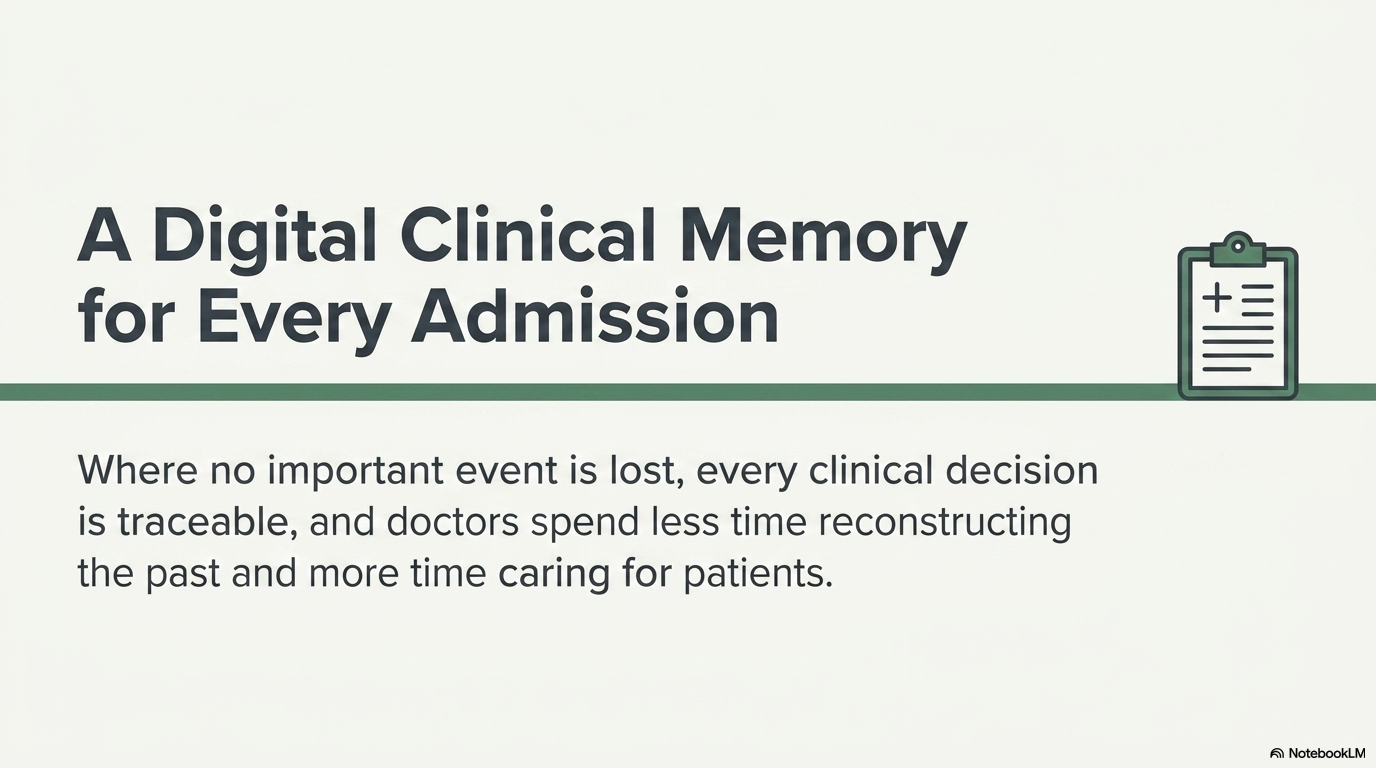 A Digital Clinical Memory
for Every Admission
Where no important event is lost, every clinical decision
is traceable, and doctors spend less time reconstructing
the past and more time caring for patients.
NotebookLM